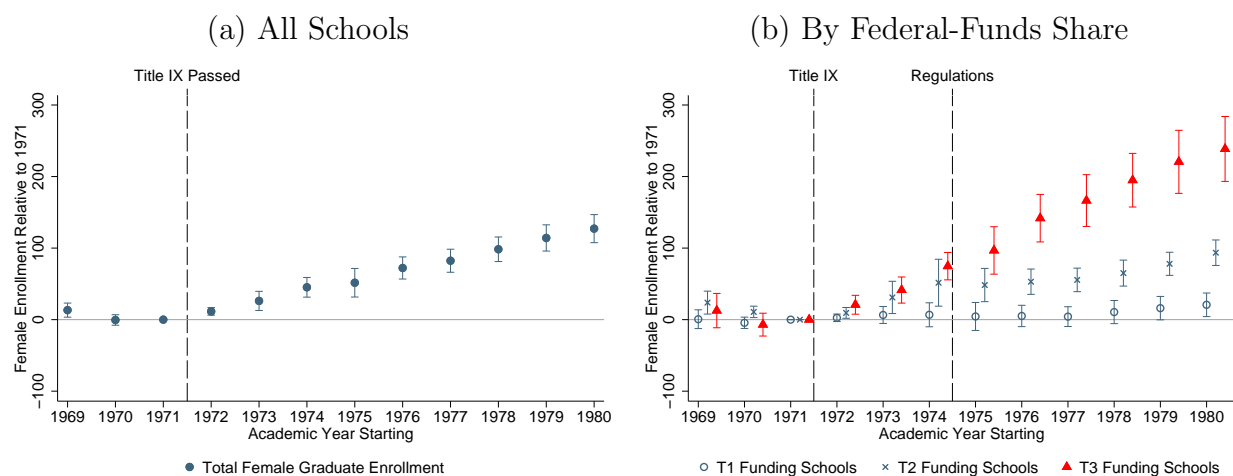 (a) All Schools
Title IX Passed
Female Enrollment Relative to 1971
300
200
100
0
−100
1969 1970 1971 1972 1973 1974 1975 1976 1977 1978 1979 1980
Academic Year Starting
Total Female Graduate Enrollment
(b) By Federal-Funds Share
Title IX Regulations
Female Enrollment Relative to 1971
300
200
100
0
−100
1969 1970 1971 1972 1973 1974 1975 1976 1977 1978 1979 1980
Academic Year Starting
T1 Funding Schools T2 Funding Schools T3 Funding Schools